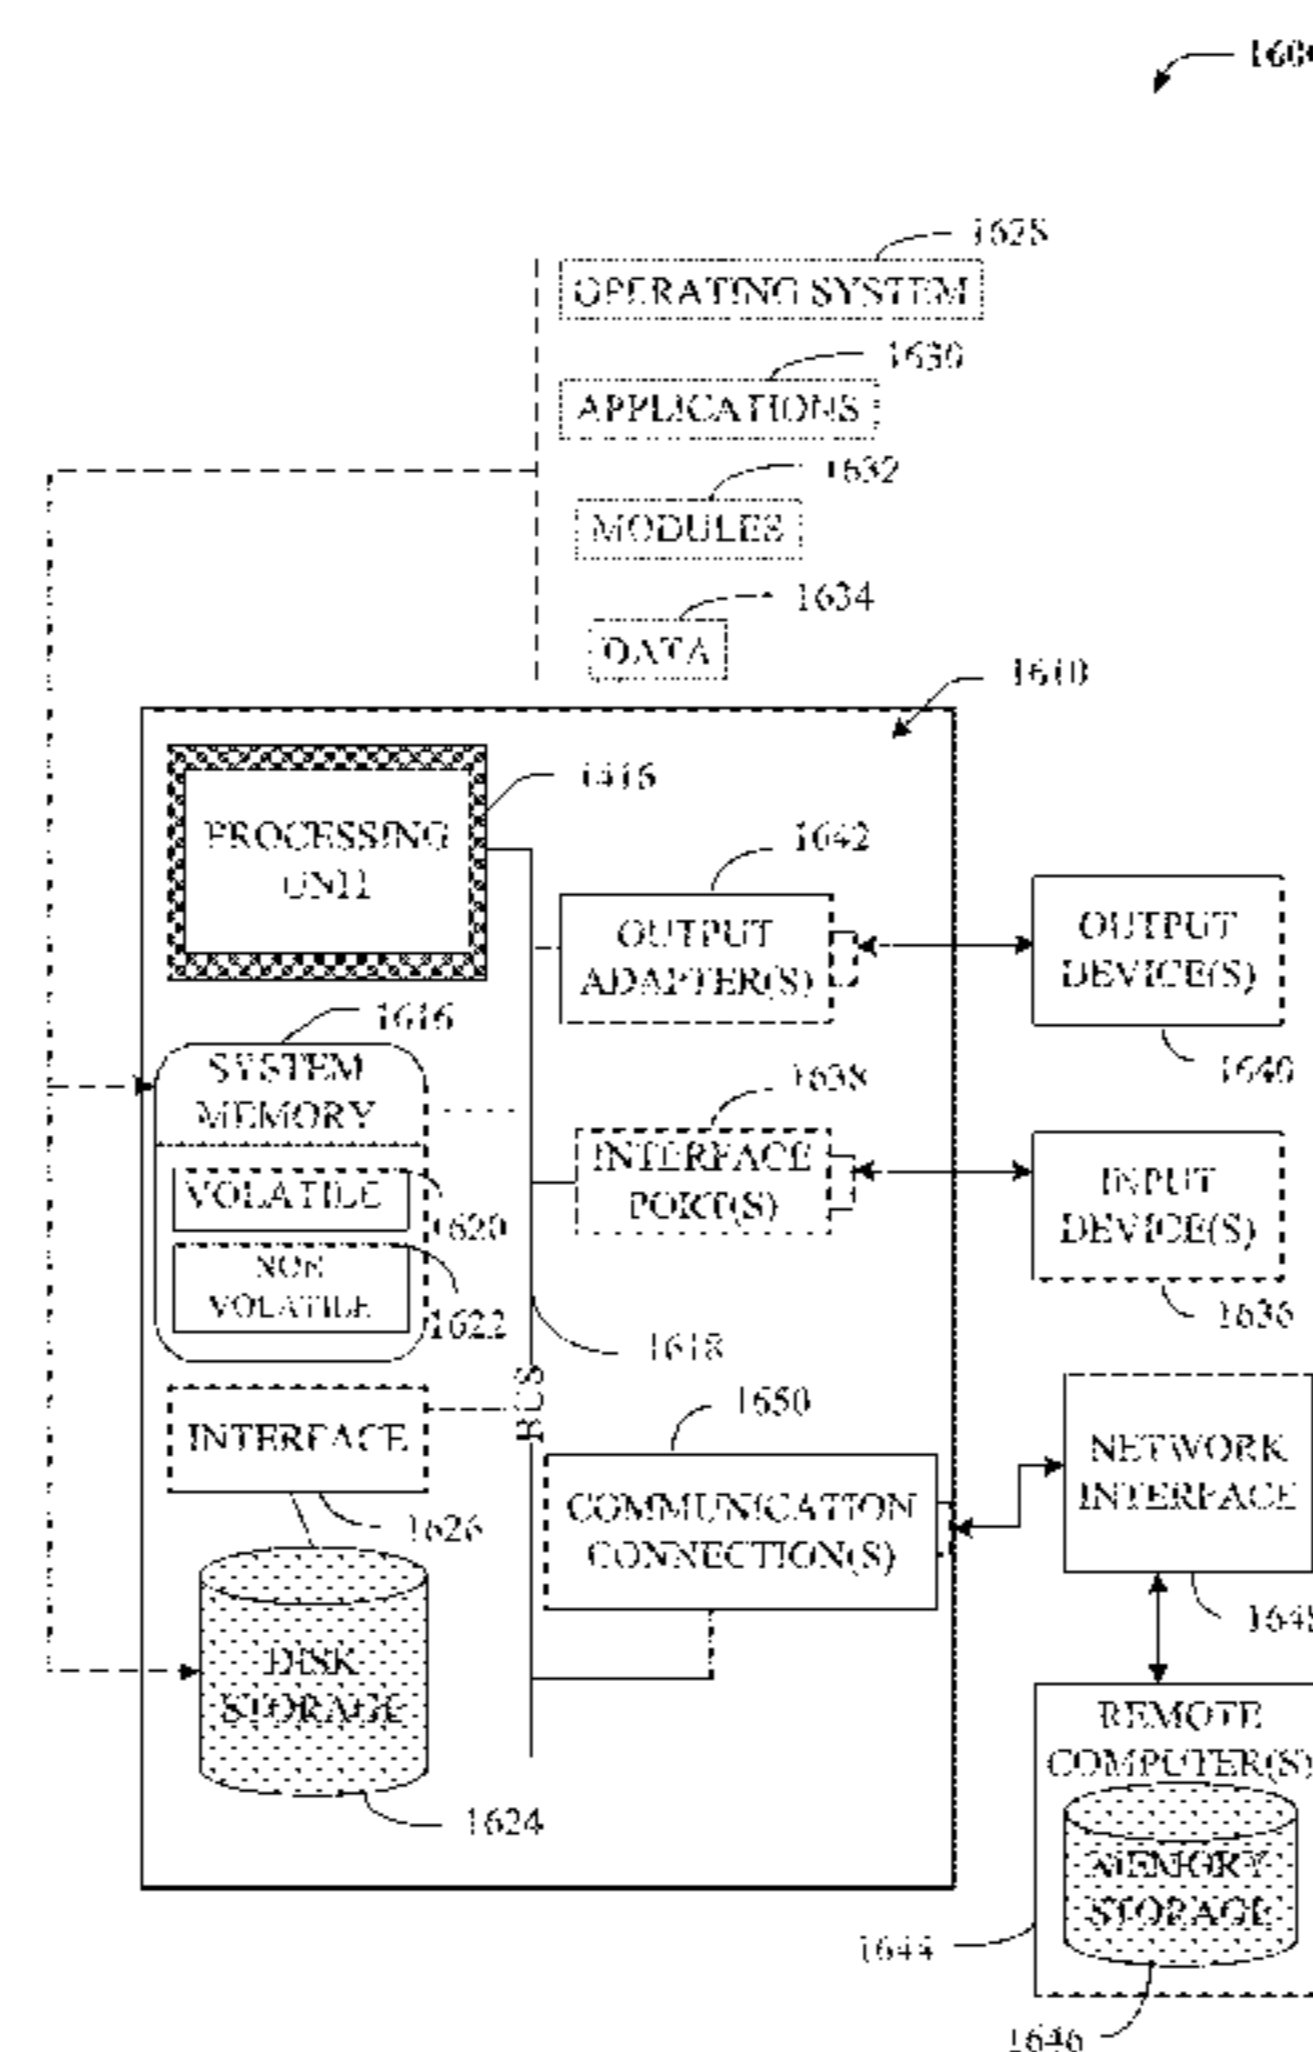 1628
OPERATING SYSTEM
1630
APPLICATIONS
1632
MODULES
1634
DATA
1610
PROCESSING
UNIT
1642
OUTPUT
ADAPTER(S)
OUTPUT
DEVICE(S)
1640
1616
SYSTEM
MEMORY
VOLATILE
1620
NON
VOLATILE
1622
1638
INTERFACE
PORT(S)
INPUT
DEVICE(S)
1636
1618
BUS
INTERFACE
1626
1650
COMMUNICATION
CONNECTION(S)
NETWORK
INTERFACE
DISK
STORAGE
1624
REMOTE
COMPUTER(S)
MEMORY
STORAGE
1644
1646